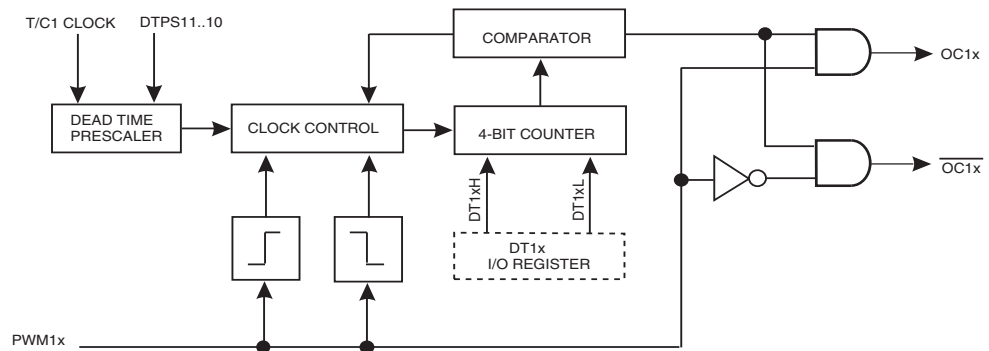 T/C1 CLOCK
DTPS11..10
COMPARATOR
OC1x
DEAD TIME
PRESCALER
CLOCK CONTROL
4-BIT COUNTER
OC1x
DT1xH
DT1xL
DT1x
I/O REGISTER
PWM1x